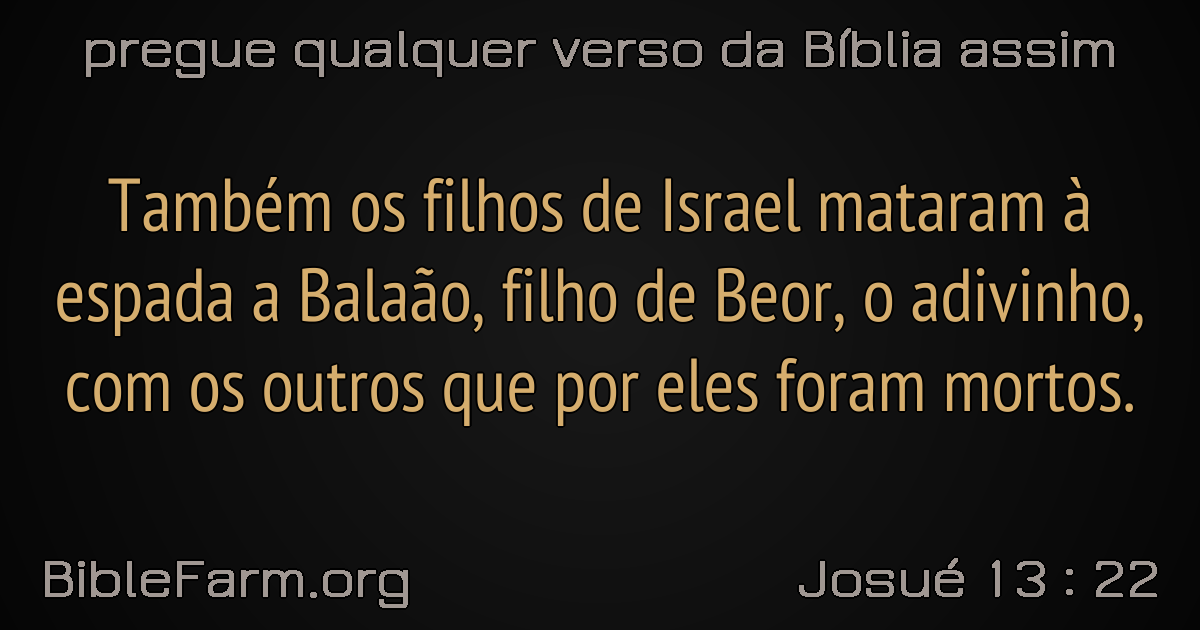 pregue qualquer verso da Bíblia assim
Também os filhos de Israel mataram à
espada a Balaão, filho de Beor, o adivinho,
com os outros que por eles foram mortos.
BibleFarm.org
Josué 13 : 22